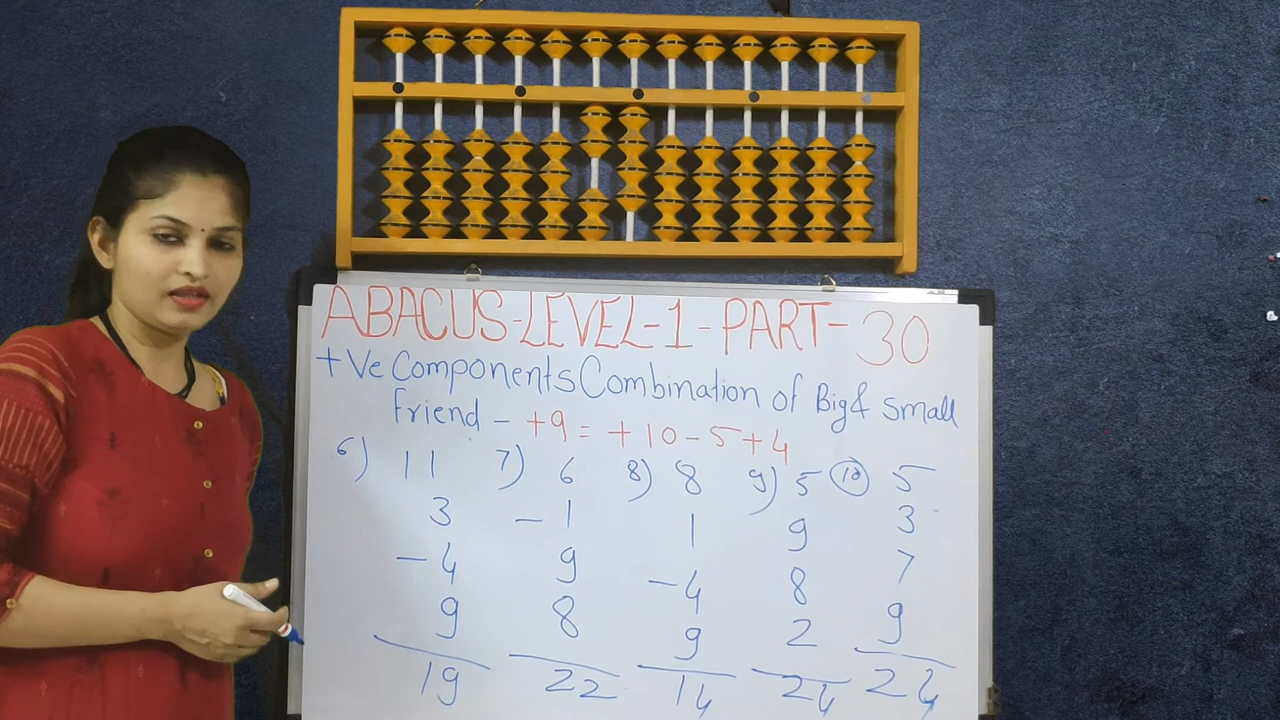 ABACUS-LEVEL-1-PART-30
+Ve Components Combination of Big & Small
friend - +9 = +10-5+4
6) 11 7) 6 8) 8 9) 5 10 5
3 -1 1 9 3
-4 9 -4 8 7
9 8 9 2 9
19 22 14 24 24